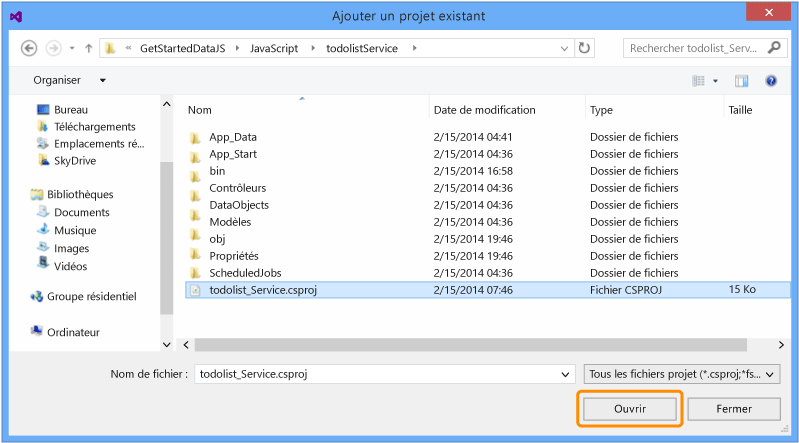 Ajouter un projet existant
« GetStartedDataJS JavaScript todolistService
Rechercher todolist_Serv...
Organiser
Bureau
Téléchargements
Emplacements ré...
SkyDrive
Bibliothèques
Documents
Musique
Images
Vidéos
Groupe résidentiel
Ordinateur
Nom Date de modification Type Taille
App_Data 2/15/2014 04:41 Dossier de fichiers
App_Start 2/15/2014 04:36 Dossier de fichiers
bin 2/15/2014 16:58 Dossier de fichiers
Contrôleurs 2/15/2014 04:36 Dossier de fichiers
DataObjects 2/15/2014 04:36 Dossier de fichiers
Modèles 2/15/2014 04:36 Dossier de fichiers
obj 2/15/2014 19:46 Dossier de fichiers
Propriétés 2/15/2014 19:46 Dossier de fichiers
ScheduledJobs 2/15/2014 04:36 Dossier de fichiers
todolist_Service.csproj 2/15/2014 07:46 Fichier CSPROJ 15 Ko
Nom de fichier : todolist_Service.csproj Tous les fichiers projet (*.csproj;*fs...
Ouvrir Fermer